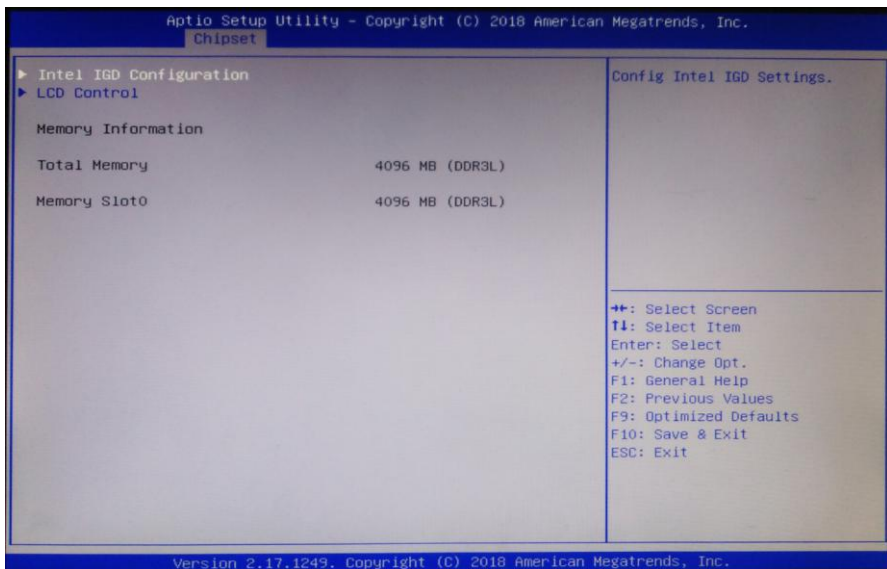 Aptio Setup Utility – Copyright (C) 2018 American Megatrends, Inc.
Chipset
▶ Intel IGD Configuration
▶ LCD Control
Memory Information
Total Memory 4096 MB (DDR3L)
Memory Slot0 4096 MB (DDR3L)
Config Intel IGD Settings.
→←: Select Screen
↑↓: Select Item
Enter: Select
+/-: Change Opt.
F1: General Help
F2: Previous Values
F9: Optimized Defaults
F10: Save & Exit
ESC: Exit
Version 2.17.1249. Copyright (C) 2018 American Megatrends, Inc.